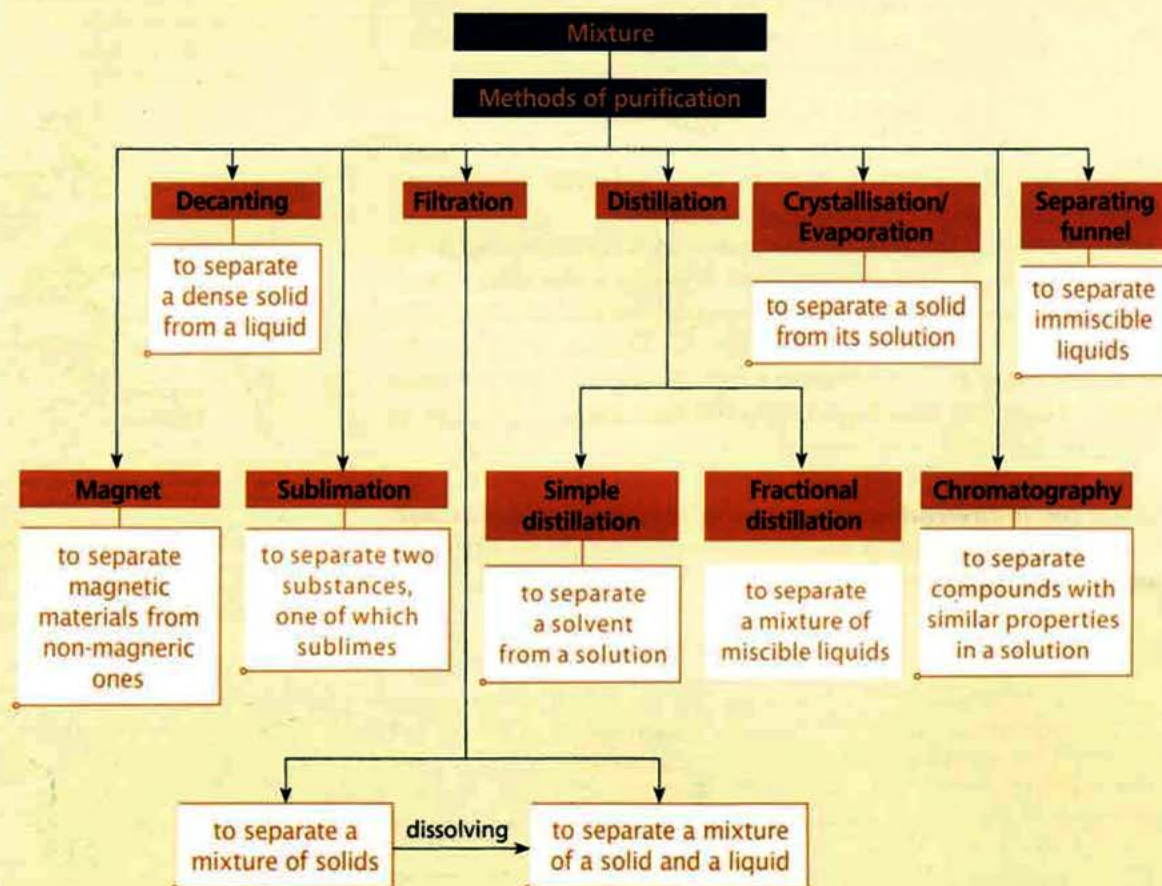 Mixture
Methods of purification
Decanting
to separate
a dense solid
from a liquid
Filtration
Distillation
Crystallisation/
Evaporation
to separate a solid
from its solution
Separating
funnel
to separate
immiscible
liquids
Magnet
to separate
magnetic
materials from
non-magneric
ones
Sublimation
to separate two
substances,
one of which
sublimes
Simple
distillation
to separate
a solvent
from a solution
Fractional
distillation
to separate
a mixture of
miscible liquids
Chromatography
to separate
compounds with
similar properties
in a solution
to separate a
mixture of solids
dissolving
to separate a mixture
of a solid and a liquid